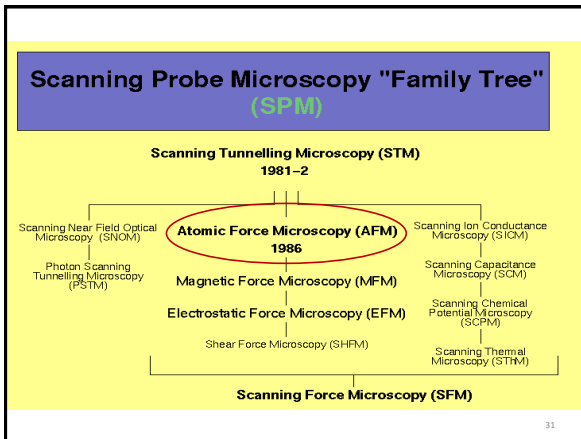 Scanning Probe Microscopy "Family Tree"
(SPM)
Scanning Tunnelling Microscopy (STM)
1981-2
Scanning Near Field Optical
Microscopy (SNOM)
Photon Scanning
Tunnelling Microscopy
(PSTM)
Atomic Force Microscopy (AFM)
1986
Magnetic Force Microscopy (MFM)
Electrostatic Force Microscopy (EFM)
Shear Force Microscopy (SHFM)
Scanning Ion Conductance
Microscopy (SICM)
Scanning Capacitance
Microscopy (SCM)
Scanning Chemical
Potential Microscopy
(SCPM)
Scanning Thermal
Microscopy (SThM)
Scanning Force Microscopy (SFM)
31